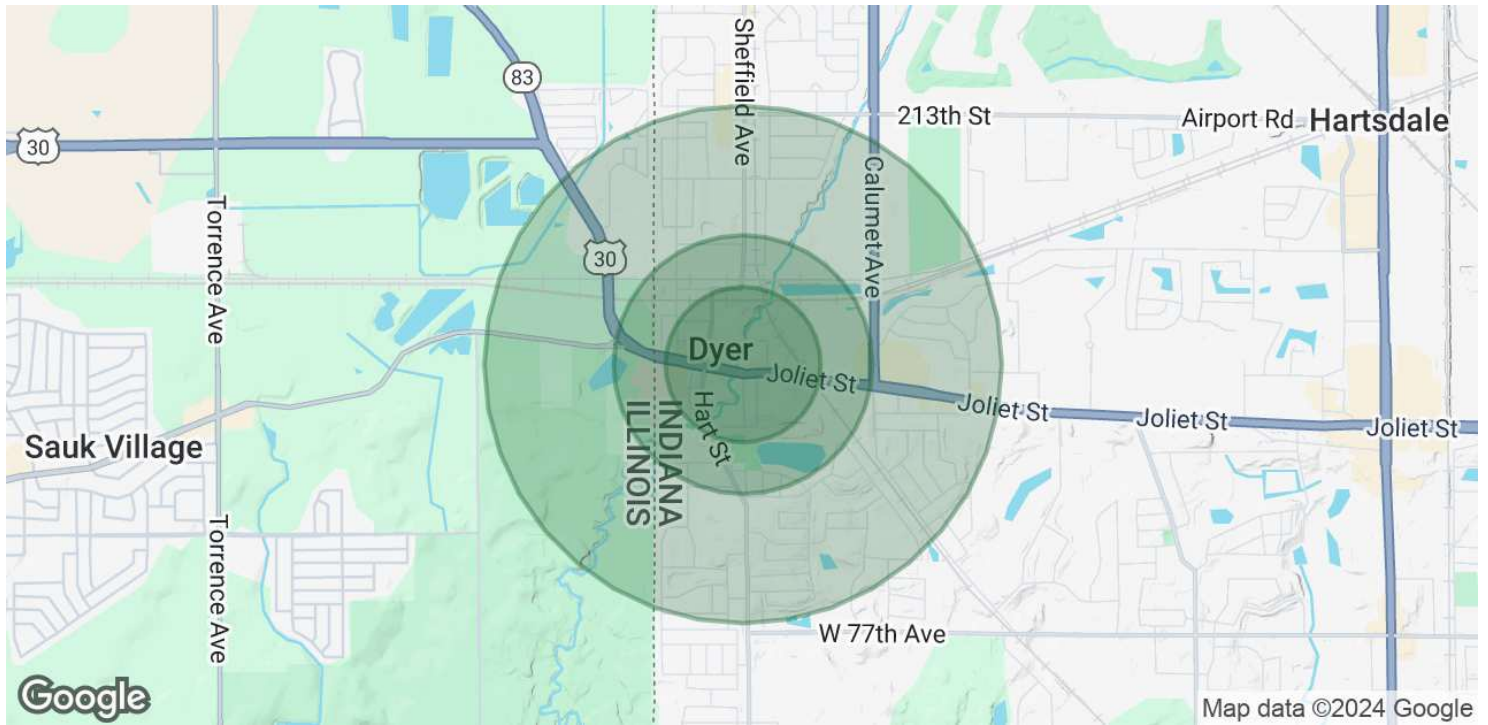 83
Sheffield Ave
213th St
Airport Rd
Hartsdale
30
Torrence Ave
Calumet Ave
30
Dyer
Joliet St
Hart St
Joliet St
Joliet St
Joliet St
Sauk Village
INDIANA
ILLINOIS
Torrence Ave
W 77th Ave
Google
Map data ©2024 Google